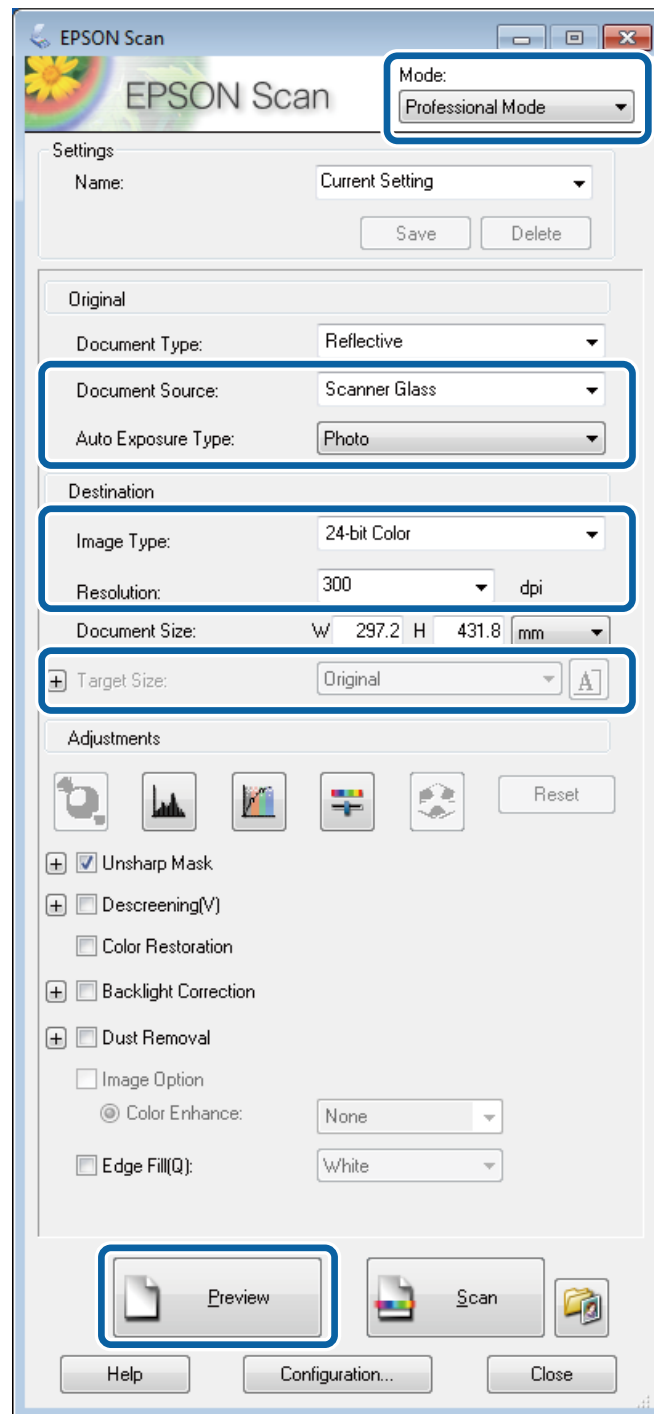 EPSON Scan
EPSON Scan
Mode:
Professional Mode
Settings
Name: Current Setting
Save Delete
Original
Document Type: Reflective
Document Source: Scanner Glass
Auto Exposure Type: Photo
Destination
Image Type: 24-bit Color
Resolution: 300 dpi
Document Size: W 297.2 H 431.8 mm
Target Size: Original A
Adjustments
Reset
Unsharp Mask
Descreening(V)
Color Restoration
Backlight Correction
Dust Removal
Image Option
Color Enhance: None
Edge Fill(Q): White
Preview Scan
Help Configuration... Close